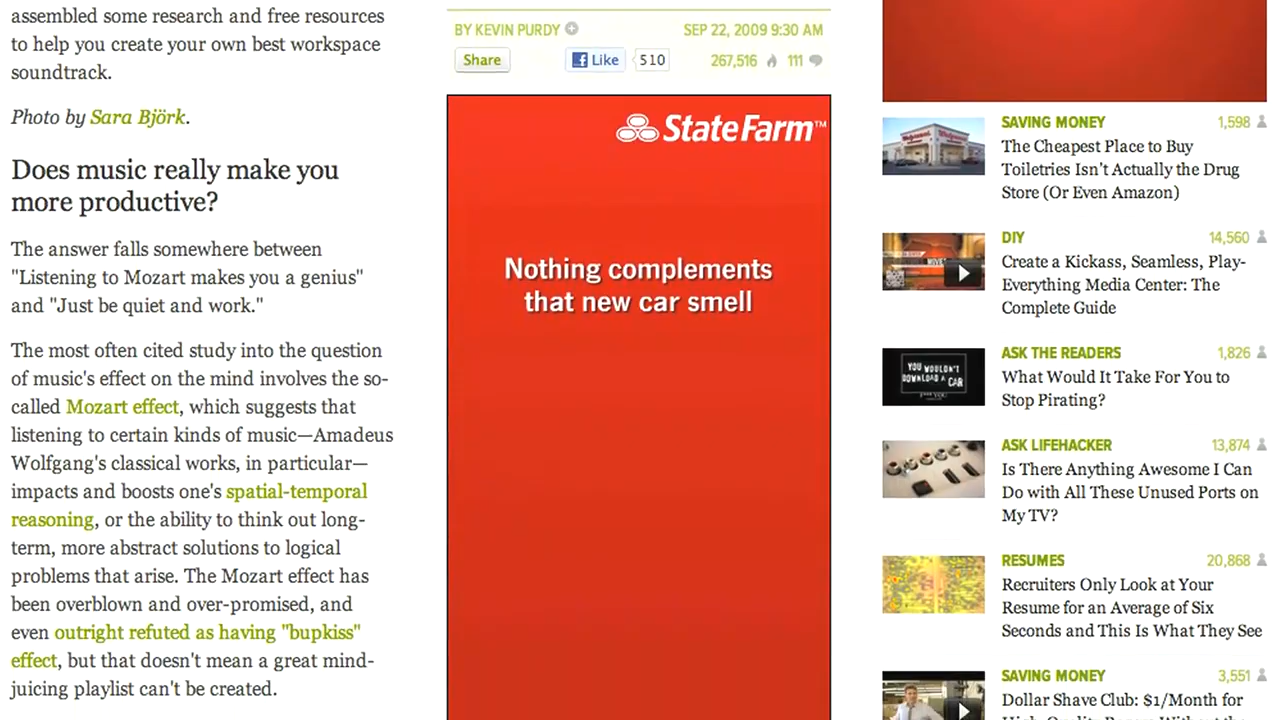 assembled some research and free resources
to help you create your own best workspace
soundtrack.
Photo by Sara Björk.
Does music really make you
more productive?
The answer falls somewhere between
"Listening to Mozart makes you a genius"
and "Just be quiet and work."
The most often cited study into the question
of music's effect on the mind involves the so-
called Mozart effect, which suggests that
listening to certain kinds of music—Amadeus
Wolfgang's classical works, in particular—
impacts and boosts one's spatial-temporal
reasoning, or the ability to think out long-
term, more abstract solutions to logical
problems that arise. The Mozart effect has
been overblown and over-promised, and
even outright refuted as having "bupkiss"
effect, but that doesn't mean a great mind-
juicing playlist can't be created.
BY KEVIN PURDY SEP 22, 2009 9:30 AM
Share Like 510 267,516 111
StateFarm™
Nothing complements
that new car smell
SAVING MONEY 1,598
The Cheapest Place to Buy
Toiletries Isn't Actually the Drug
Store (Or Even Amazon)
DIY 14,560
Create a Kickass, Seamless, Play-
Everything Media Center: The
Complete Guide
ASK THE READERS 1,826
YOU WOULDN'T
DOWNLOAD A CAR
What Would It Take For You to
Stop Pirating?
ASK LIFEHACKER 13,874
Is There Anything Awesome I Can
Do with All These Unused Ports on
My TV?
RESUMES 20,868
Recruiters Only Look at Your
Resume for an Average of Six
Seconds and This Is What They See
SAVING MONEY 3,551
Dollar Shave Club: $1/Month for